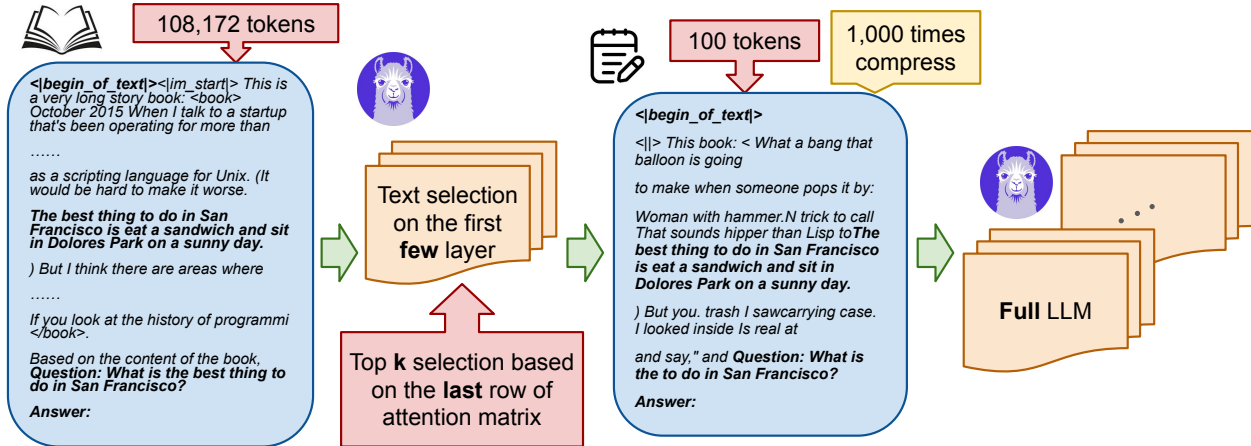 108,172 tokens
<|begin_of_text|><|im_start|> This is
a very long story book: <book>
October 2015 When I talk to a startup
that's been operating for more than
……
as a scripting language for Unix. (It
would be hard to make it worse.
The best thing to do in San
Francisco is eat a sandwich and sit
in Dolores Park on a sunny day.
) But I think there are areas where
……
If you look at the history of programmi
</book>.
Based on the content of the book,
Question: What is the best thing to
do in San Francisco?
Answer:
Text selection
on the first
few layer
Top k selection based
on the last row of
attention matrix
100 tokens
1,000 times
compress
<|begin_of_text|>
<||> This book: < What a bang that
balloon is going
to make when someone pops it by:
Woman with hammer.N trick to call
That sounds hipper than Lisp toThe
best thing to do in San Francisco
is eat a sandwich and sit in
Dolores Park on a sunny day.
) But you. trash I sawcarrying case.
I looked inside Is real at
and say," and Question: What is
the to do in San Francisco?
Answer:
Full LLM